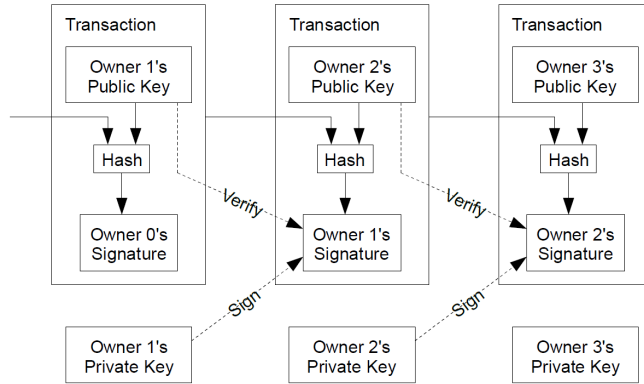 Transaction
Owner 1's
Public Key
Hash
Owner 0's
Signature
Transaction
Owner 2's
Public Key
Hash
Verify
Owner 1's
Signature
Transaction
Owner 3's
Public Key
Hash
Verify
Owner 2's
Signature
Sign
Sign
Owner 1's
Private Key
Owner 2's
Private Key
Owner 3's
Private Key